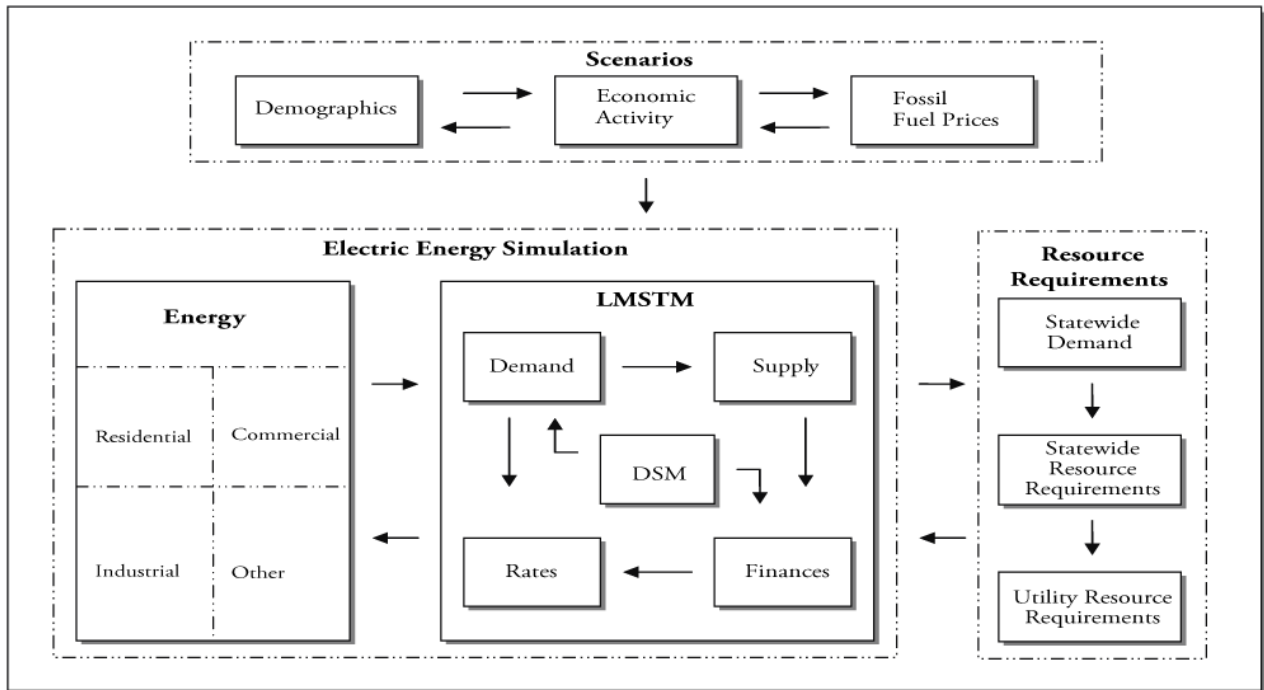 Scenarios
Demographics
Economic
Activity
Fossil
Fuel Prices
Electric Energy Simulation
Energy
Residential
Commercial
Industrial
Other
LMSTM
Demand
Supply
DSM
Rates
Finances
Resource
Requirements
Statewide
Demand
Statewide
Resource
Requirements
Utility Resource
Requirements